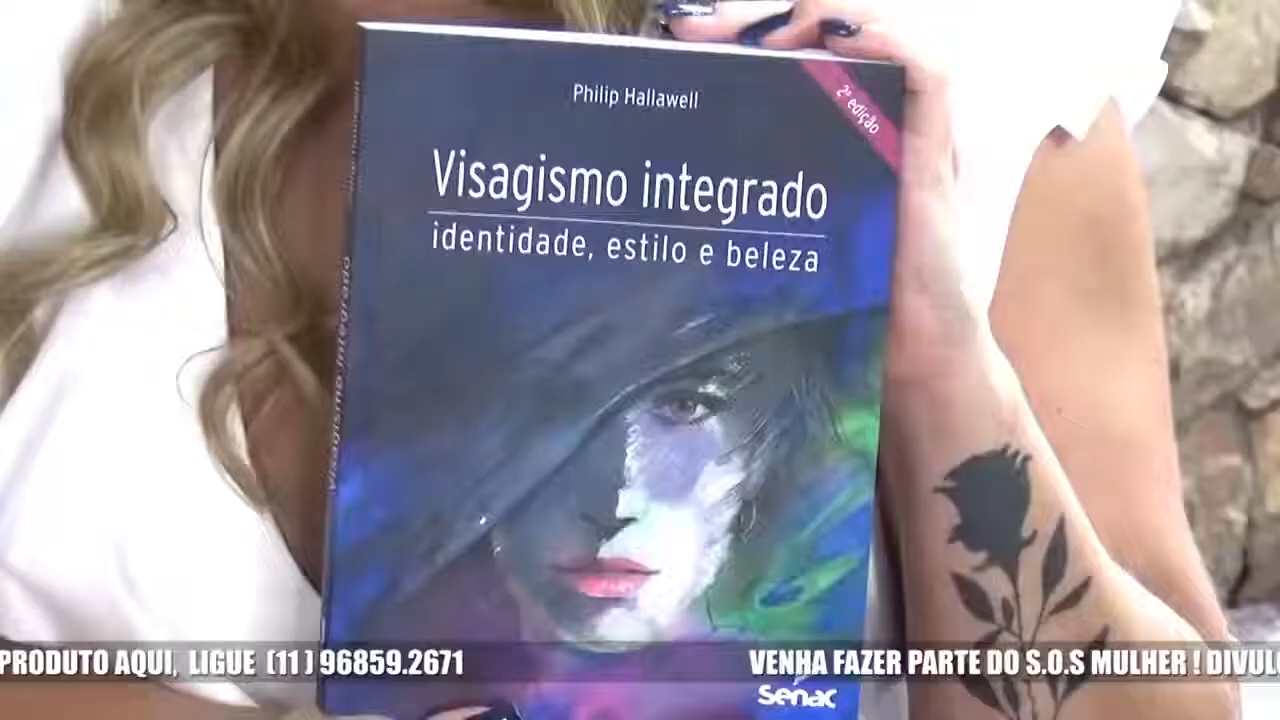 Philip Hallawell
2ª edição
Visagismo integrado
identidade, estilo e beleza
Visagismo integrado
PRODUTO AQUI, LIGUE (11 ) 96859.2671
VENHA FAZER PARTE DO S.O.S MULHER ! DIVUL
senac